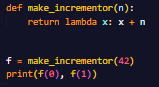 def make_incrementor(n):
    return lambda x: x + n
f = make_incrementor(42)
print(f(0), f(1))